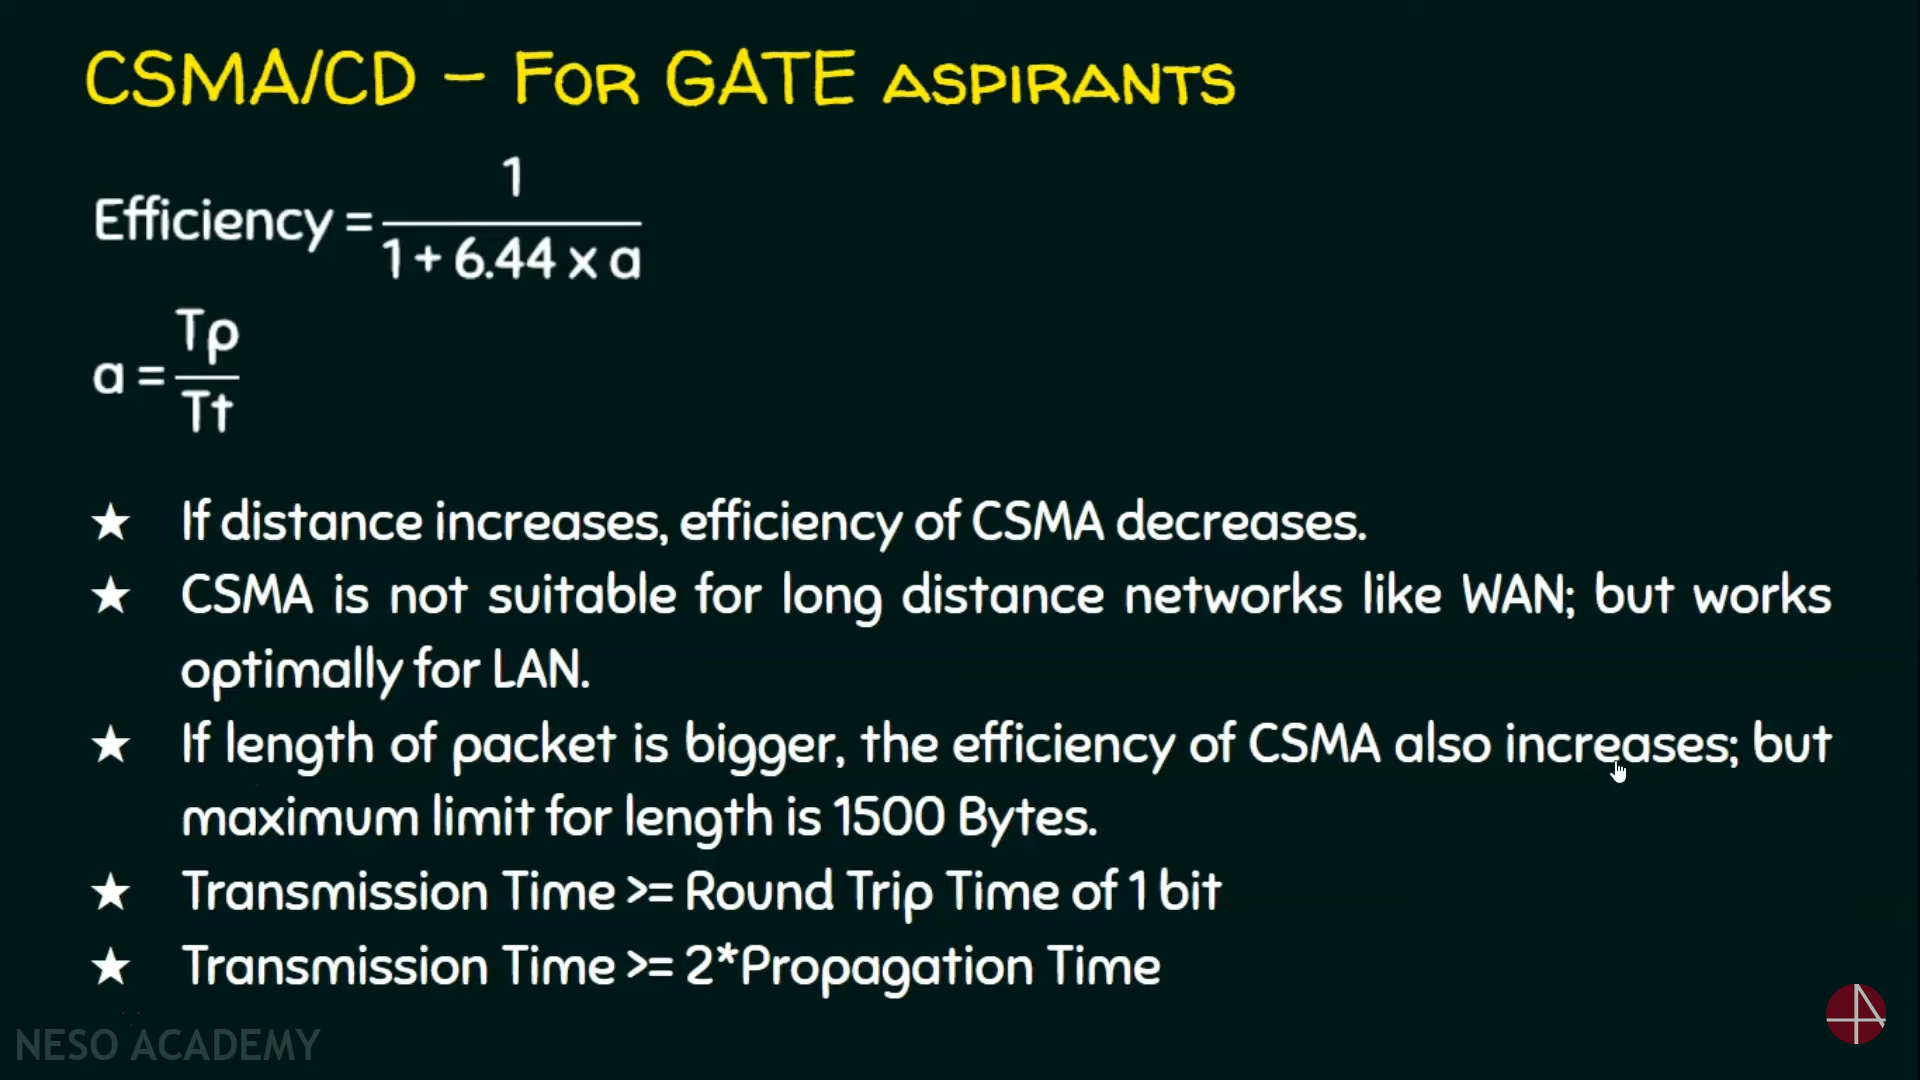 CSMA/CD – FOR GATE ASPIRANTS
Efficiency = 1
1 + 6.44 x a
a = Tρ
Tt
★ If distance increases, efficiency of CSMA decreases.
★ CSMA is not suitable for long distance networks like WAN; but works
optimally for LAN.
★ If length of packet is bigger, the efficiency of CSMA also increases; but
maximum limit for length is 1500 Bytes.
★ Transmission Time >= Round Trip Time of 1 bit
★ Transmission Time >= 2*Propagation Time
NESO ACADEMY